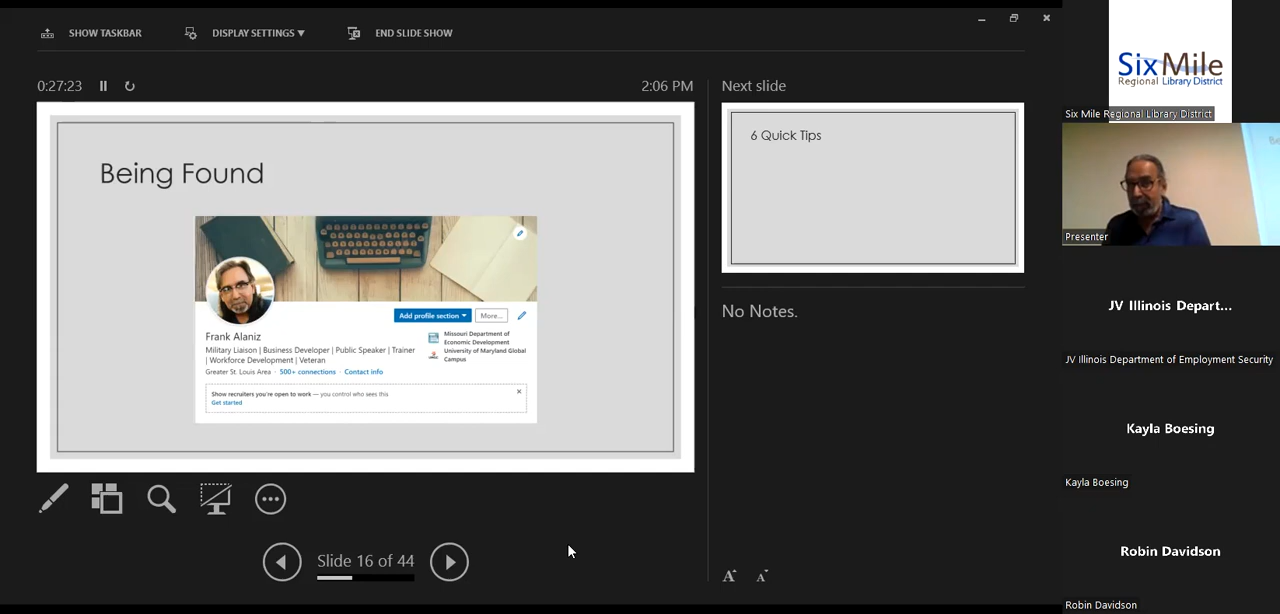 SHOW TASKBAR
DISPLAY SETTINGS
END SLIDE SHOW
0:27:23
2:06 PM
Being Found
Add profile section
More...
Frank Alaniz
Military Liaison | Business Developer | Public Speaker | Trainer
| Workforce Development | Veteran
Greater St. Louis Area · 500+ connections · Contact info
Missouri Department of
Economic Development
University of Maryland Global
Campus
Show recruiters you're open to work — you control who sees this
Get started
Slide 16 of 44
Next slide
6 Quick Tips
No Notes.
A A
SixMile
Regional Library District
Six Mile Regional Library District
Presenter
JV Illinois Depart...
JV Illinois Department of Employment Security
Kayla Boesing
Kayla Boesing
Robin Davidson
Robin Davidson